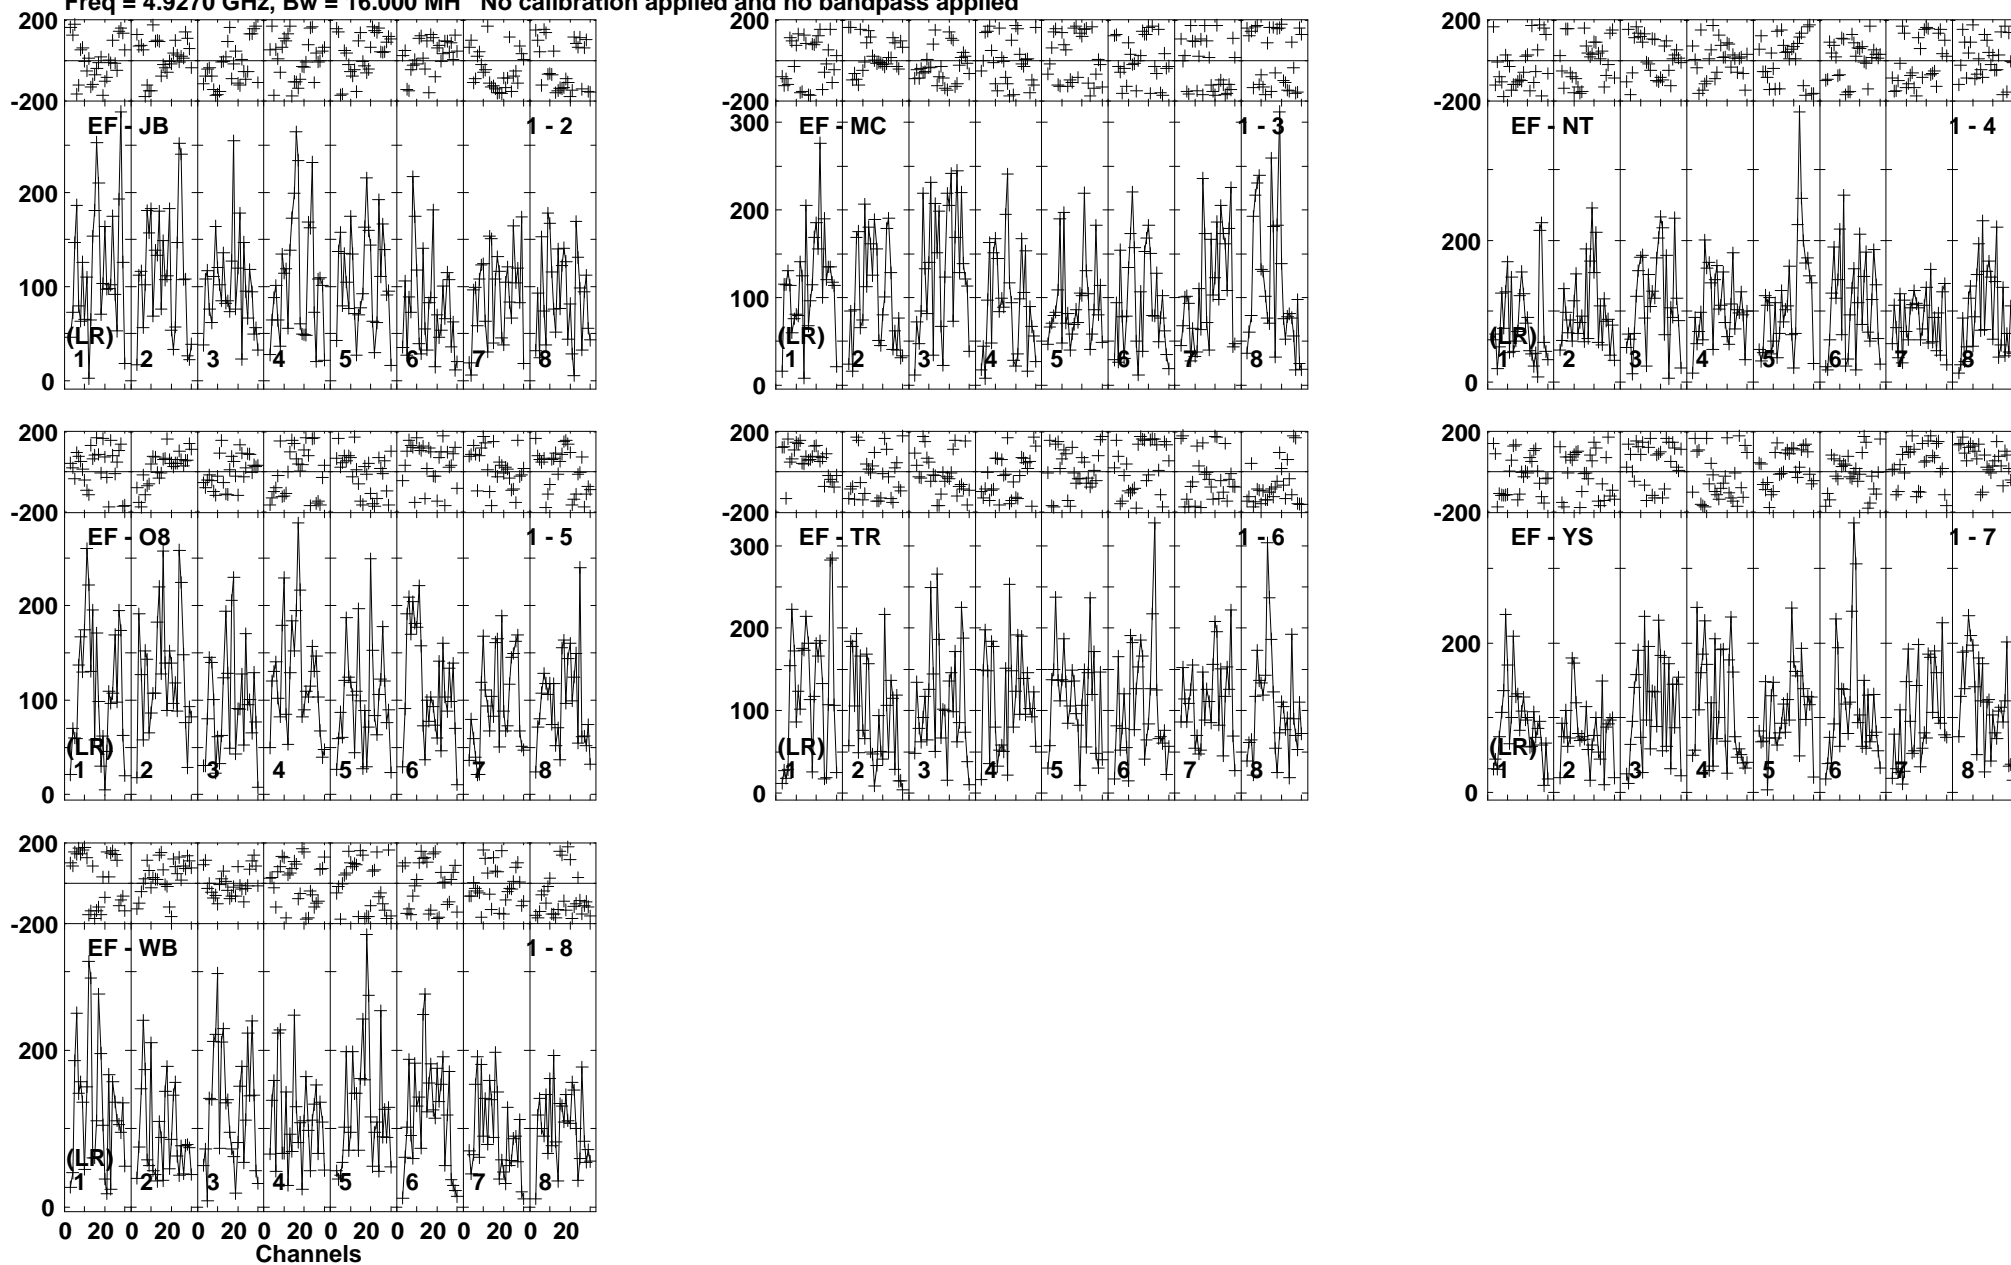 Freq = 4.9270 GHz, Bw = 16.000 MH No calibration applied and no bandpass applied
200 200 200
-200 -200 -200
EF - JB 1 - 2 300 EF - MC 1 - 3 EF - NT 1 - 4
200 200 200
100 100
(LR) (LR) (LR)
1 2 3 4 5 6 7 8 1 2 3 4 5 6 7 8 1 2 3 4 5 6 7 8
0 0 0
200 200 200
-200 -200 -200
EF - O8 1 - 5 300 EF - TR 1 - 6 EF - YS 1 - 7
200 200 200
100 100
(LR) (LR) (LR)
1 2 3 4 5 6 7 8 1 2 3 4 5 6 7 8 1 2 3 4 5 6 7 8
0 0 0
200
-200
EF - WB 1 - 8
200
(LR)
1 2 3 4 5 6 7 8
0
0 20 0 20 0 20 0 20 0 20 0 20 0 20 0 20
Channels